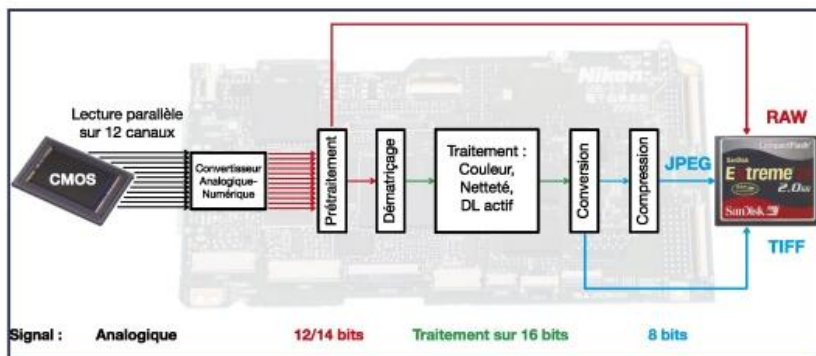 Lecture parallèle
sur 12 canaux
CMOS
Convertisseur
Analogique-
Numérique
Prétraitement
Dématriçage
Traitement :
Couleur,
Netteté,
DL actif
Conversion
Compression
Nikon
RAW
JPEG
TIFF
CompactFlash
SanDisk
Extreme
2.0
SanDisk
Signal :
Analogique
12/14 bits
Traitement sur 16 bits
8 bits